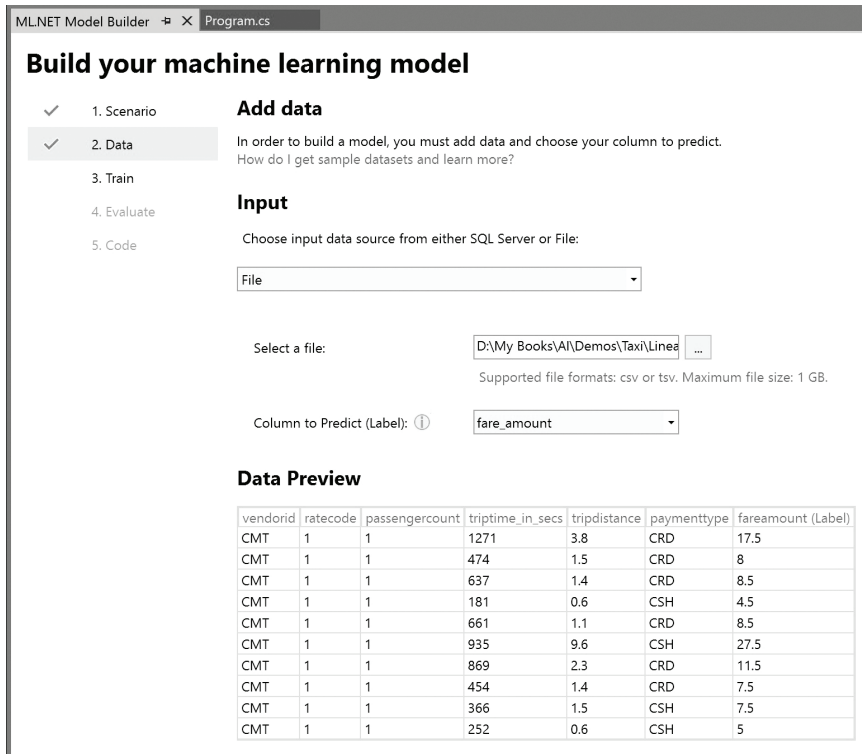 ML.NET Model Builder Program.cs
Build your machine learning model
1. Scenario
2. Data
3. Train
4. Evaluate
5. Code
Add data
In order to build a model, you must add data and choose your column to predict.
How do I get sample datasets and learn more?
Input
Choose input data source from either SQL Server or File:
File
Select a file: D:\My Books\AI\Demos\Taxi\Linea ...
Supported file formats: csv or tsv. Maximum file size: 1 GB.
Column to Predict (Label): fare_amount
Data Preview
vendorid ratecode passengercount triptime_in_secs tripdistance paymenttype fareamount (Label)
CMT 1 1 1271 3.8 CRD 17.5
CMT 1 1 474 1.5 CRD 8
CMT 1 1 637 1.4 CRD 8.5
CMT 1 1 181 0.6 CSH 4.5
CMT 1 1 661 1.1 CRD 8.5
CMT 1 1 935 9.6 CSH 27.5
CMT 1 1 869 2.3 CRD 11.5
CMT 1 1 454 1.4 CRD 7.5
CMT 1 1 366 1.5 CSH 7.5
CMT 1 1 252 0.6 CSH 5